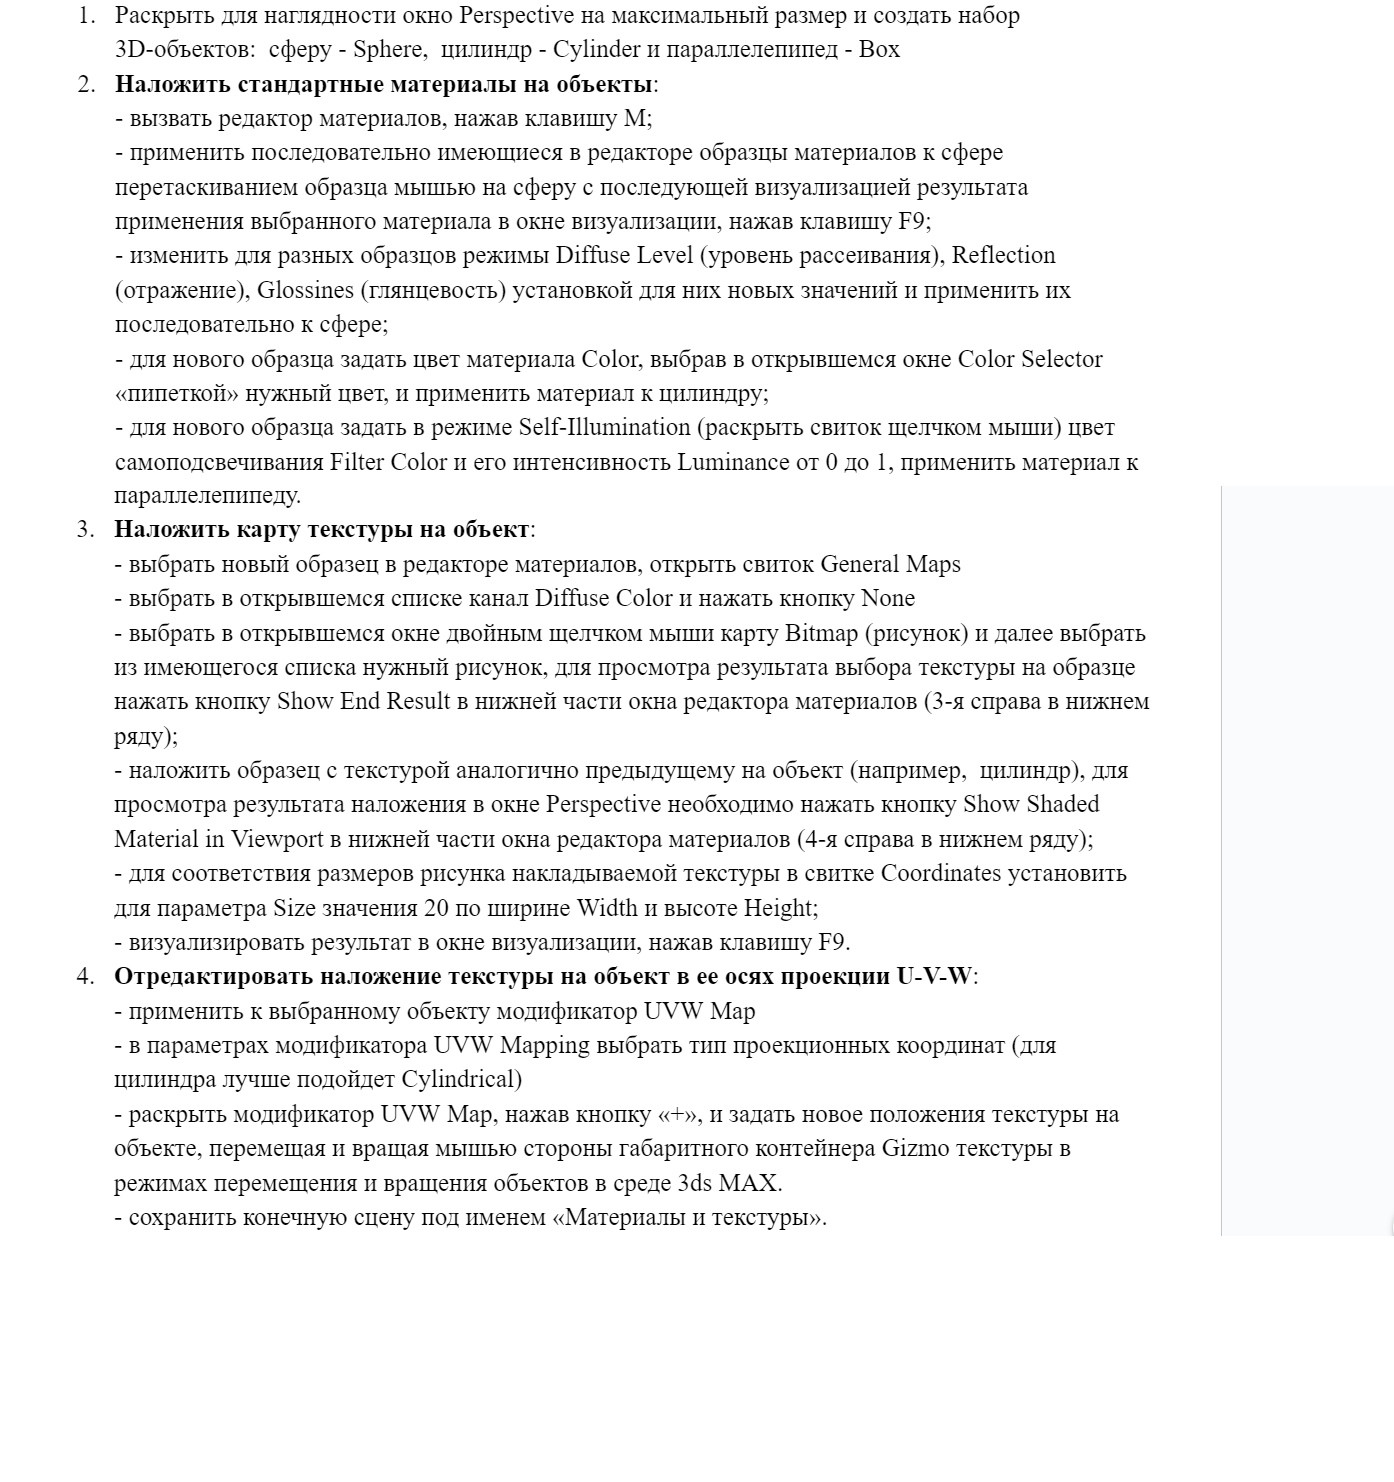 1. Раскрыть для наглядности окно Perspective на максимальный размер и создать набор
3D-объектов:  сферу - Sphere,  цилиндр - Cylinder и параллелепипед - Box
2. Наложить стандартные материалы на объекты:
- вызвать редактор материалов, нажав клавишу M;
- применить последовательно имеющиеся в редакторе образцы материалов к сфере
перетаскиванием образца мышью на сферу с последующей визуализацией результата
применения выбранного материала в окне визуализации, нажав клавишу F9;
- изменить для разных образцов режимы Diffuse Level (уровень рассеивания), Reflection
(отражение), Glossines (глянцевость) установкой для них новых значений и применить их
последовательно к сфере;
- для нового образца задать цвет материала Color, выбрав в открывшемся окне Color Selector
«пипеткой» нужный цвет, и применить материал к цилиндру;
- для нового образца задать в режиме Self-Illumination (раскрыть свиток щелчком мыши) цвет
самоподсвечивания Filter Color и его интенсивность Luminance от 0 до 1, применить материал к
параллелепипеду.
3. Наложить карту текстуры на объект:
- выбрать новый образец в редакторе материалов, открыть свиток General Maps
- выбрать в открывшемся списке канал Diffuse Color и нажать кнопку None
- выбрать в открывшемся окне двойным щелчком мыши карту Bitmap (рисунок) и далее выбрать
из имеющегося списка нужный рисунок, для просмотра результата выбора текстуры на образце
нажать кнопку Show End Result в нижней части окна редактора материалов (3-я справа в нижнем
ряду);
- наложить образец с текстурой аналогично предыдущему на объект (например,  цилиндр), для
просмотра результата наложения в окне Perspective необходимо нажать кнопку Show Shaded
Material in Viewport в нижней части окна редактора материалов (4-я справа в нижнем ряду);
- для соответствия размеров рисунка накладываемой текстуры в свитке Coordinates установить
для параметра Size значения 20 по ширине Width и высоте Height;
- визуализировать результат в окне визуализации, нажав клавишу F9.
4. Отредактировать наложение текстуры на объект в ее осях проекции U-V-W:
- применить к выбранному объекту модификатор UVW Map
- в параметрах модификатора UVW Mapping выбрать тип проекционных координат (для
цилиндра лучше подойдет Cylindrical)
- раскрыть модификатор UVW Map, нажав кнопку «+», и задать новое положения текстуры на
объекте, перемещая и вращая мышью стороны габаритного контейнера Gizmo текстуры в
режимах перемещения и вращения объектов в среде 3ds MAX.
- сохранить конечную сцену под именем «Материалы и текстуры».